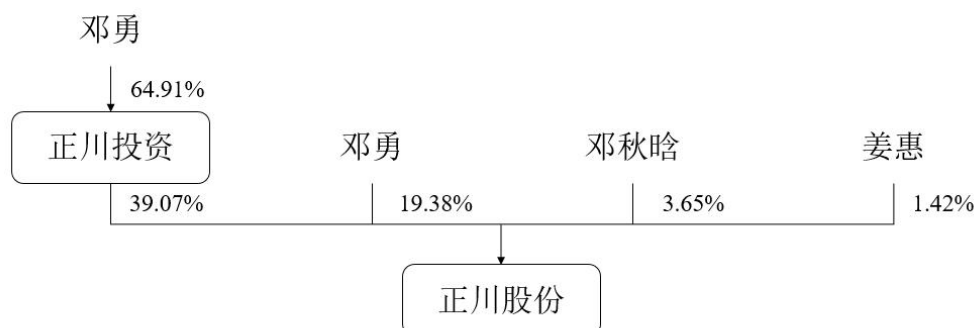 邓勇
64.91%
正川投资
邓勇
邓秋晗
姜惠
39.07%
19.38%
3.65%
1.42%
正川股份